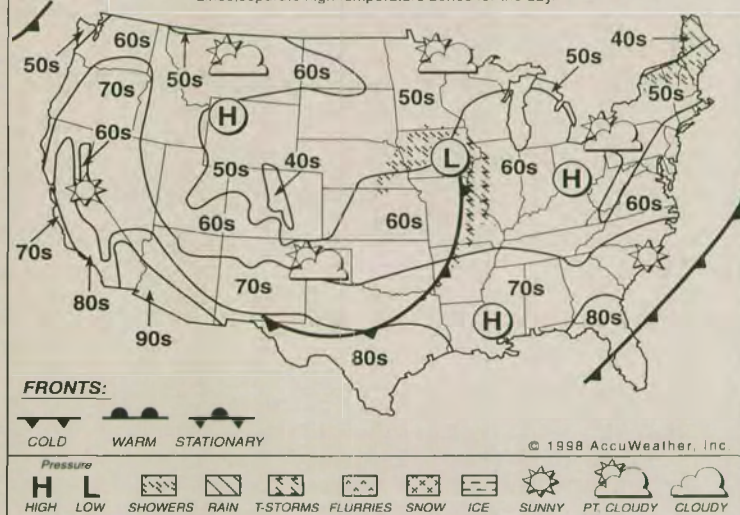 60s
40s
50s
50s
60s
50s
70s
50s
50s
60s
H
50s
40s
L
60s
H
60s
60s
60s
70s
70s
70s
80s
H
80s
90s
80s
FRONTS:
COLD WARM STATIONARY
© 1998 AccuWeather, Inc.
Pressure
H L
HIGH LOW SHOWERS RAIN T-STORMS FLURRIES SNOW ICE SUNNY PT. CLOUDY CLOUDY